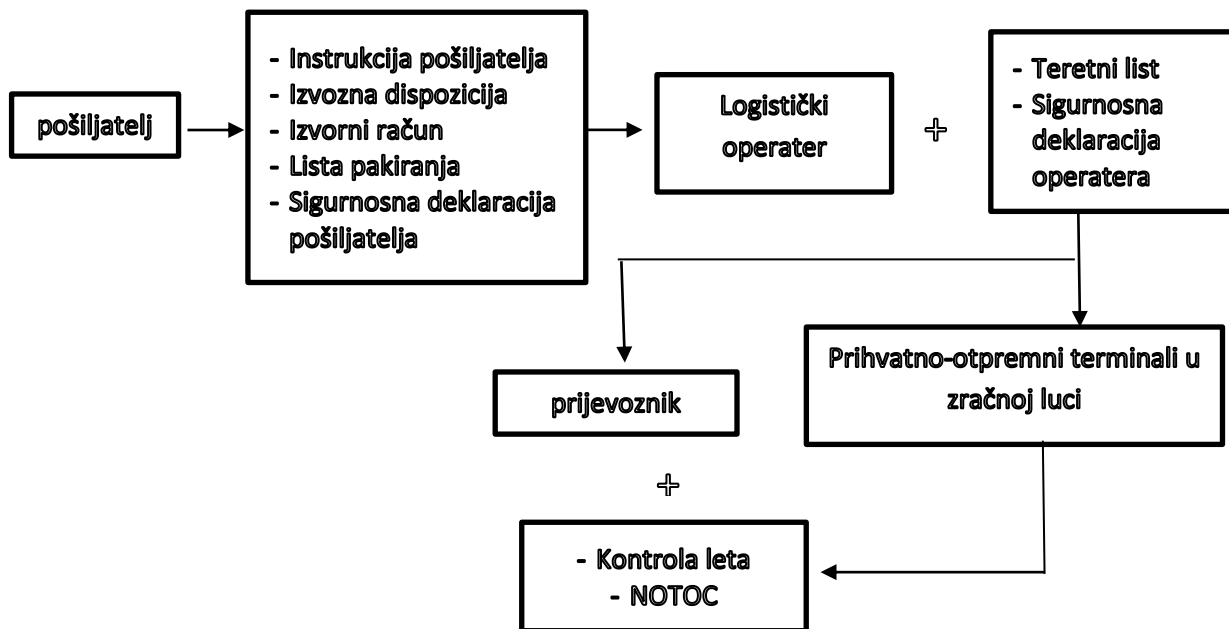 pošiljatelj
- Instrukcija pošiljatelja
- Izvozna dispozicija
- Izvorni račun
- Lista pakiranja
- Sigurnosna deklaracija
pošiljatelja
Logistički
operater
+
- Teretni list
- Sigurnosna
deklaracija
operatera
prijevoznik
Prihvatno-otpremni terminali u
zračnoj luci
+
- Kontrola leta
- NOTOC